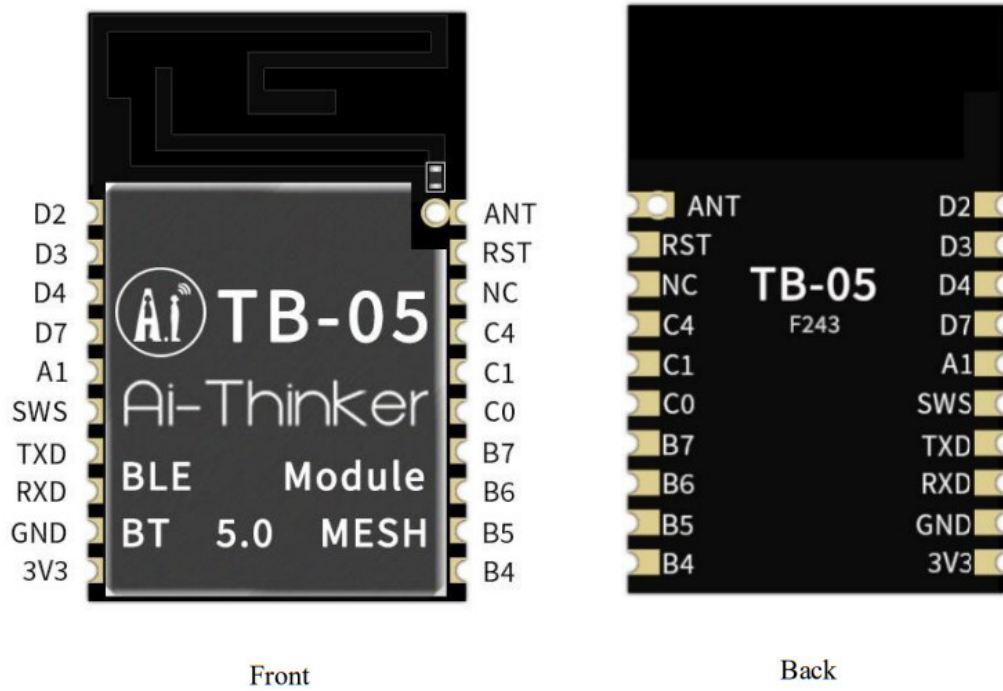 D2 ANT
D3 RST
D4 NC
D7 C4
A1 C1
SWS C0
TXD B7
RXD B6
GND B5
3V3 B4
Ai TB-05
Ai-Thinker
BLE Module
BT 5.0 MESH
Front
ANT D2
RST D3
NC D4
C4 D7
C1 A1
C0 SWS
B7 TXD
B6 RXD
B5 GND
B4 3V3
TB-05
F243
Back